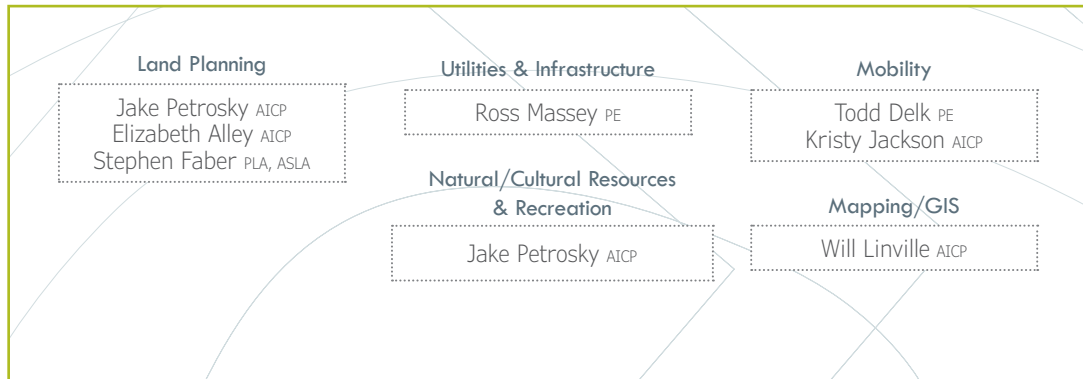 Land Planning
Jake Petrosky AICP
Elizabeth Alley AICP
Stephen Faber PLA, ASLA
Utilities & Infrastructure
Ross Massey PE
Natural/Cultural Resources
& Recreation
Jake Petrosky AICP
Mobility
Todd Delk PE
Kristy Jackson AICP
Mapping/GIS
Will Linville AICP